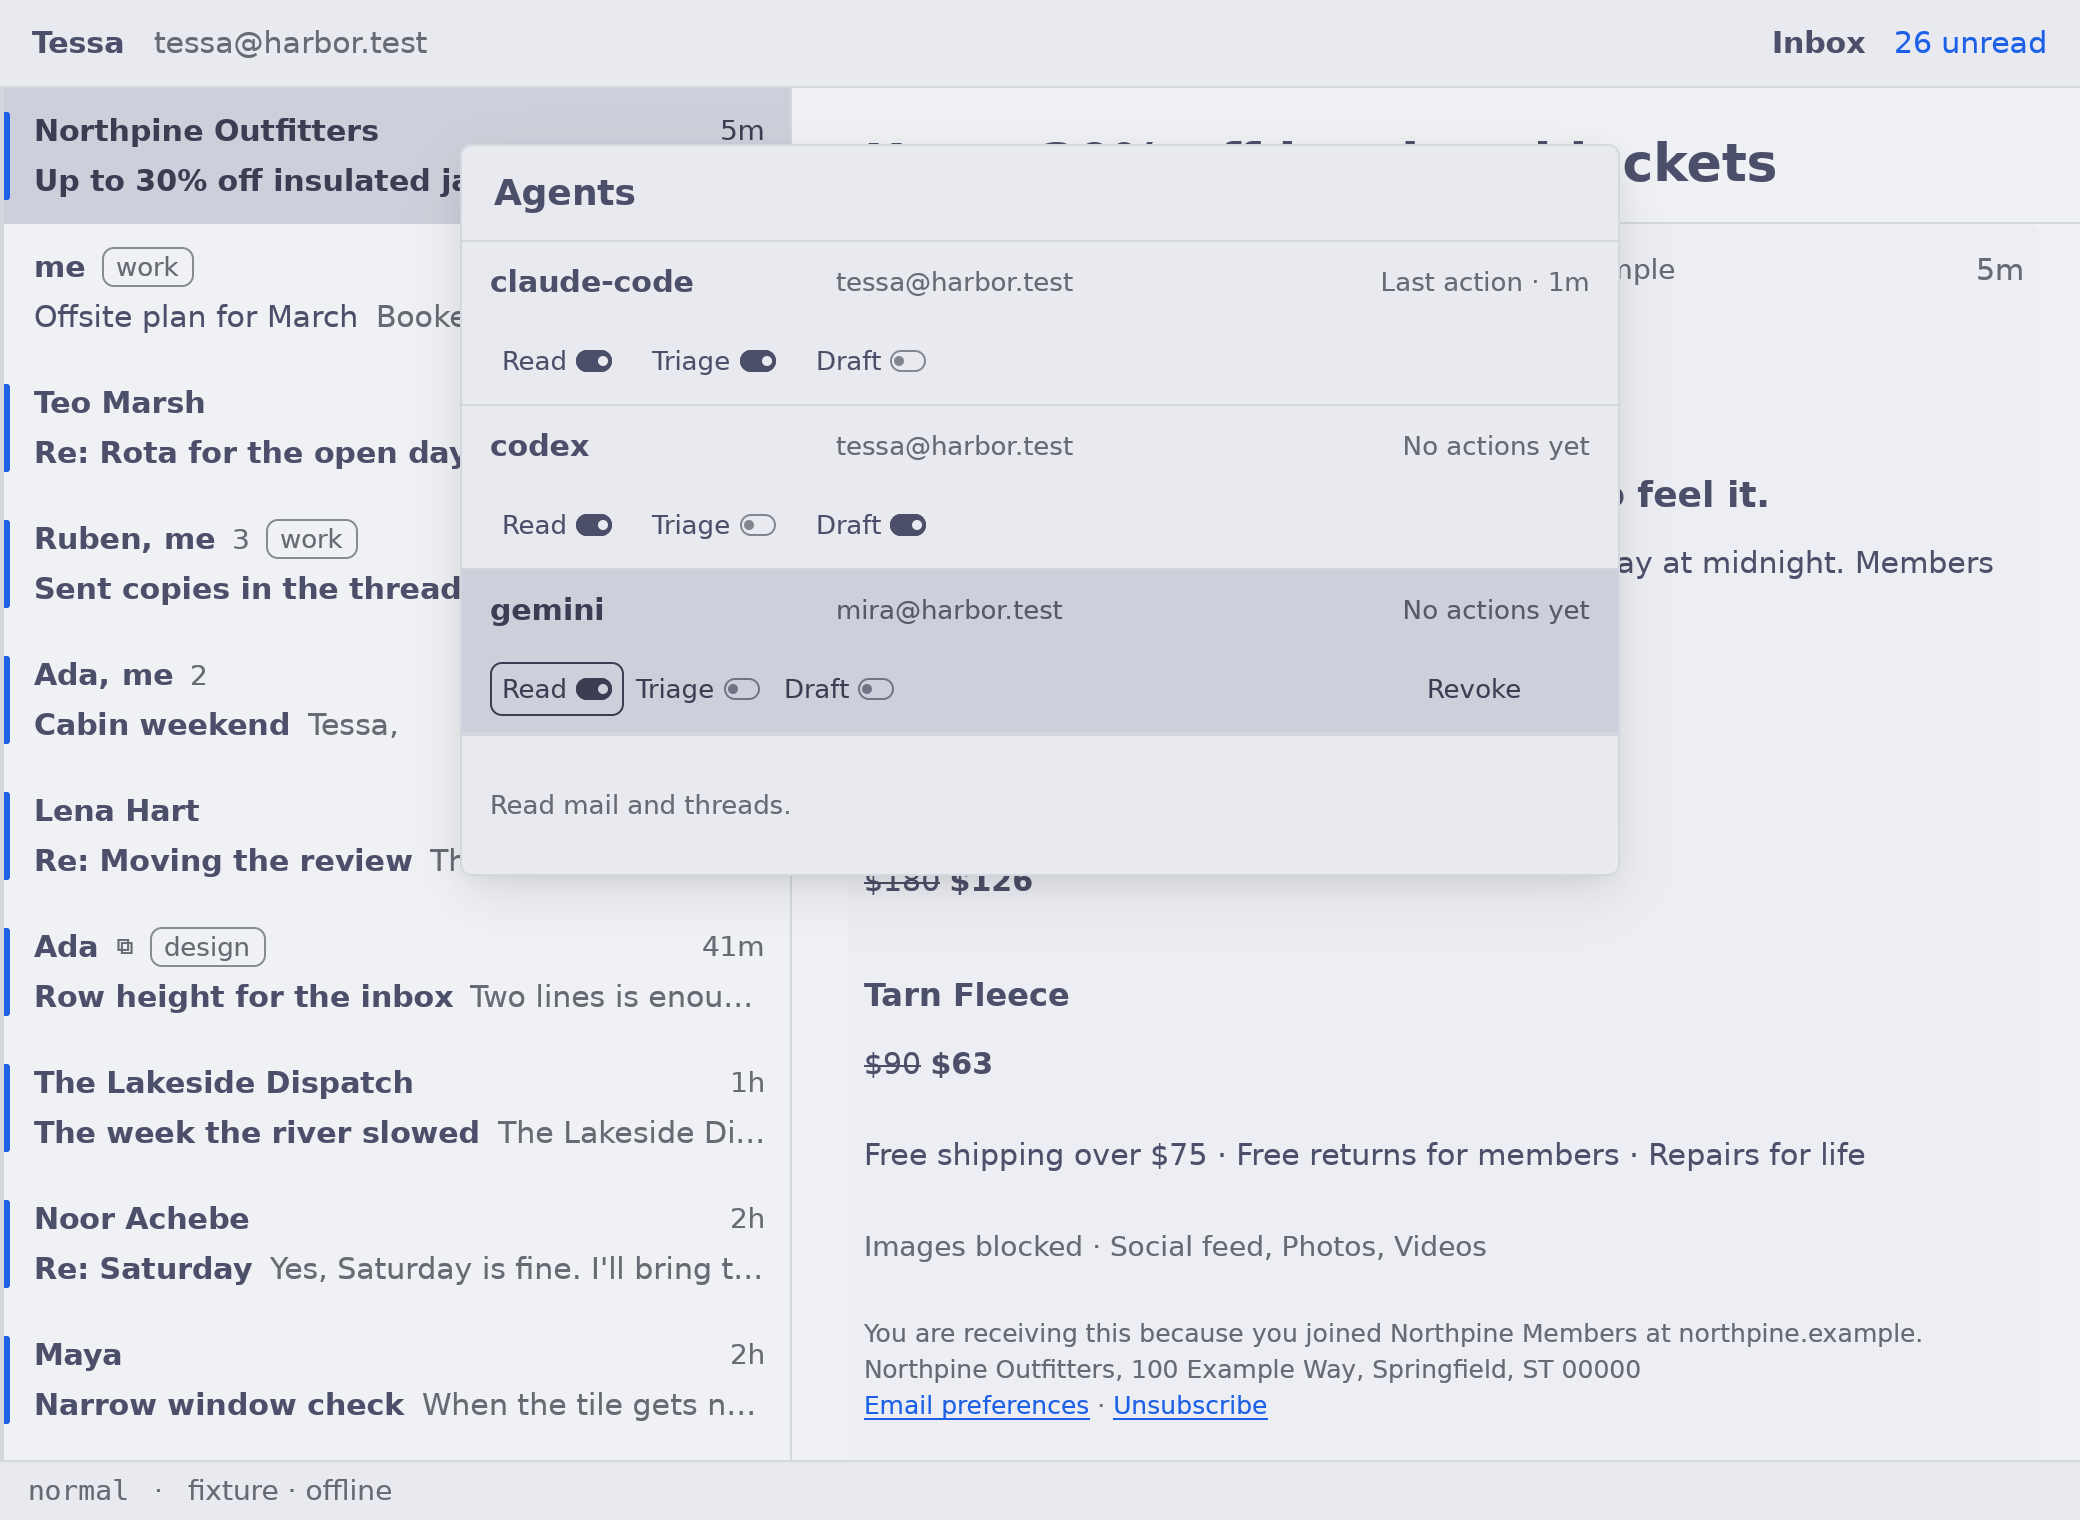 Tessa tessa@harbor.test Inbox 26 unread
Northpine Outfitters 5m
Up to 30% off insulated
me work
Offsite plan for March
Teo Marsh
Re: Rota for the open day
Ruben, me 3 work
Sent copies in the thread
Ada, me 2
Cabin weekend Tessa,
Lena Hart
Re: Moving the review
Ada design 41m
Row height for the inbox Two lines is enou…
The Lakeside Dispatch 1h
The week the river slowed The Lakeside Di…
Noor Achebe 2h
Re: Saturday Yes, Saturday is fine. I'll bring t…
Maya 2h
Narrow window check When the tile gets n…
Agents
claude-code tessa@harbor.test Last action · 1m
Read Triage Draft
codex tessa@harbor.test No actions yet
Read Triage Draft
gemini mira@harbor.test No actions yet
Read Triage Draft Revoke
Read mail and threads.
ckets
5m
feel it.
at midnight. Members
$180 $126
Tarn Fleece
$90 $63
Free shipping over $75 · Free returns for members · Repairs for life
Images blocked · Social feed, Photos, Videos
You are receiving this because you joined Northpine Members at northpine.example.
Northpine Outfitters, 100 Example Way, Springfield, ST 00000
Email preferences · Unsubscribe
normal · fixture · offline